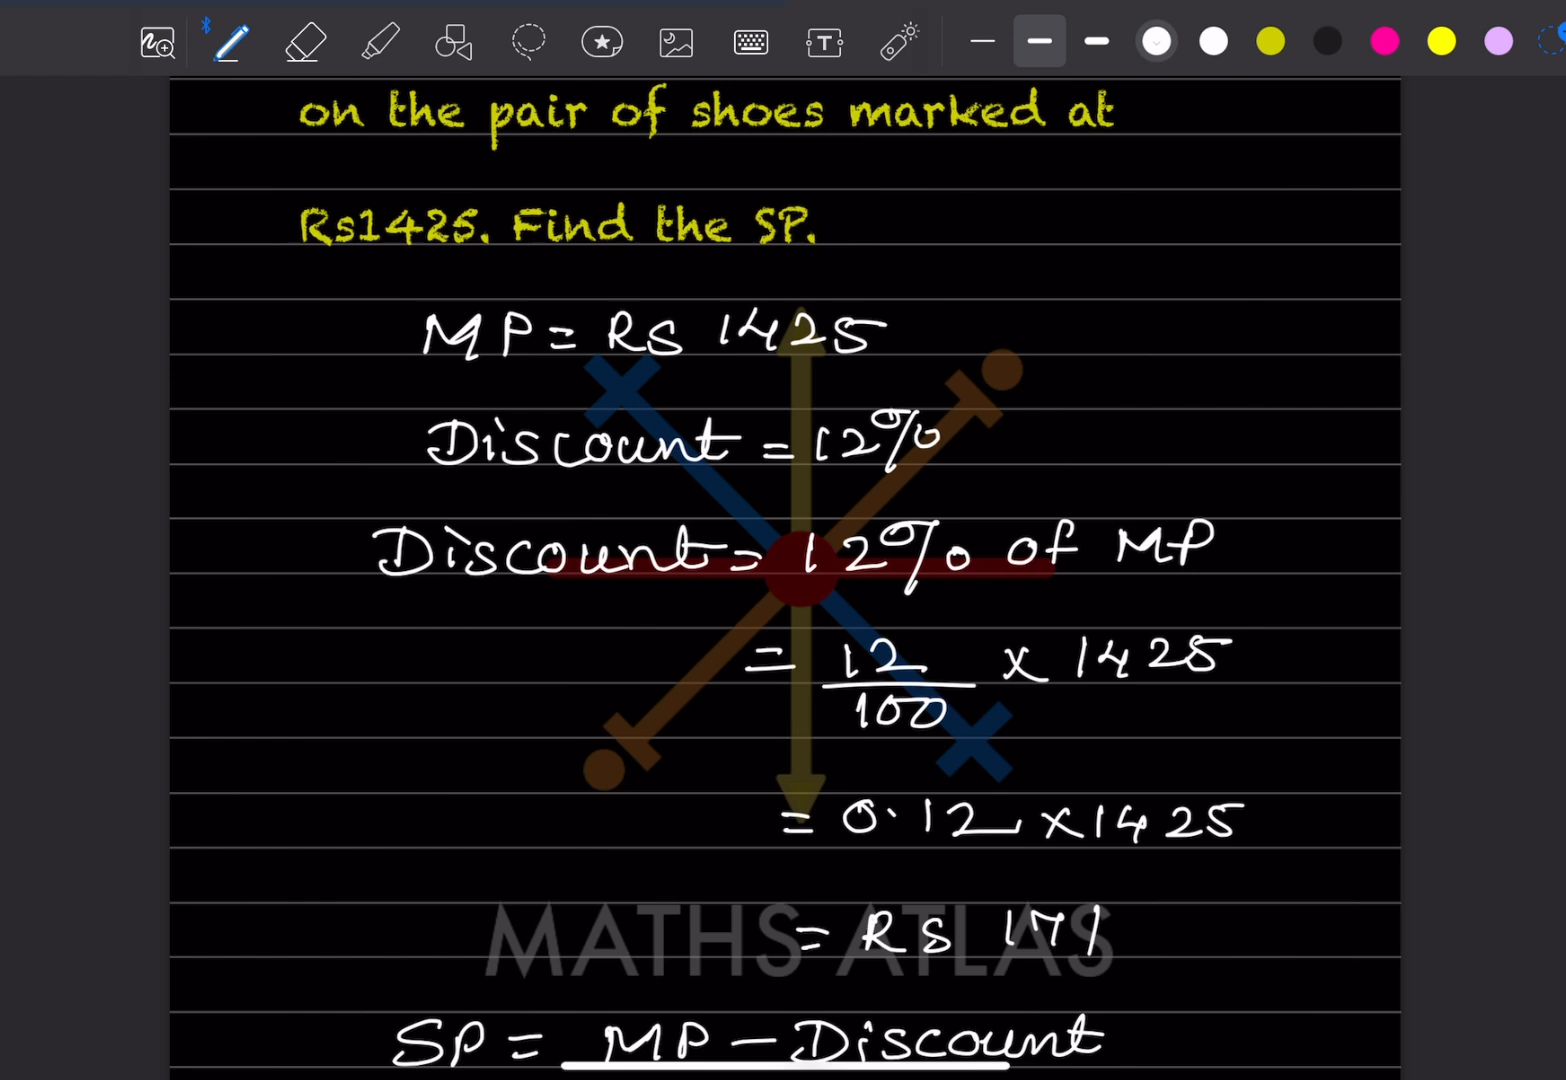 on the pair of shoes marked at
Rs1425. Find the SP.
MP = RS 1425
Discount = 12%
Discount = 12% of MP
= 12/100 x 1425
= 0.12 x 1425
= RS 171
MATHS ATLAS
SP = MP - Discount